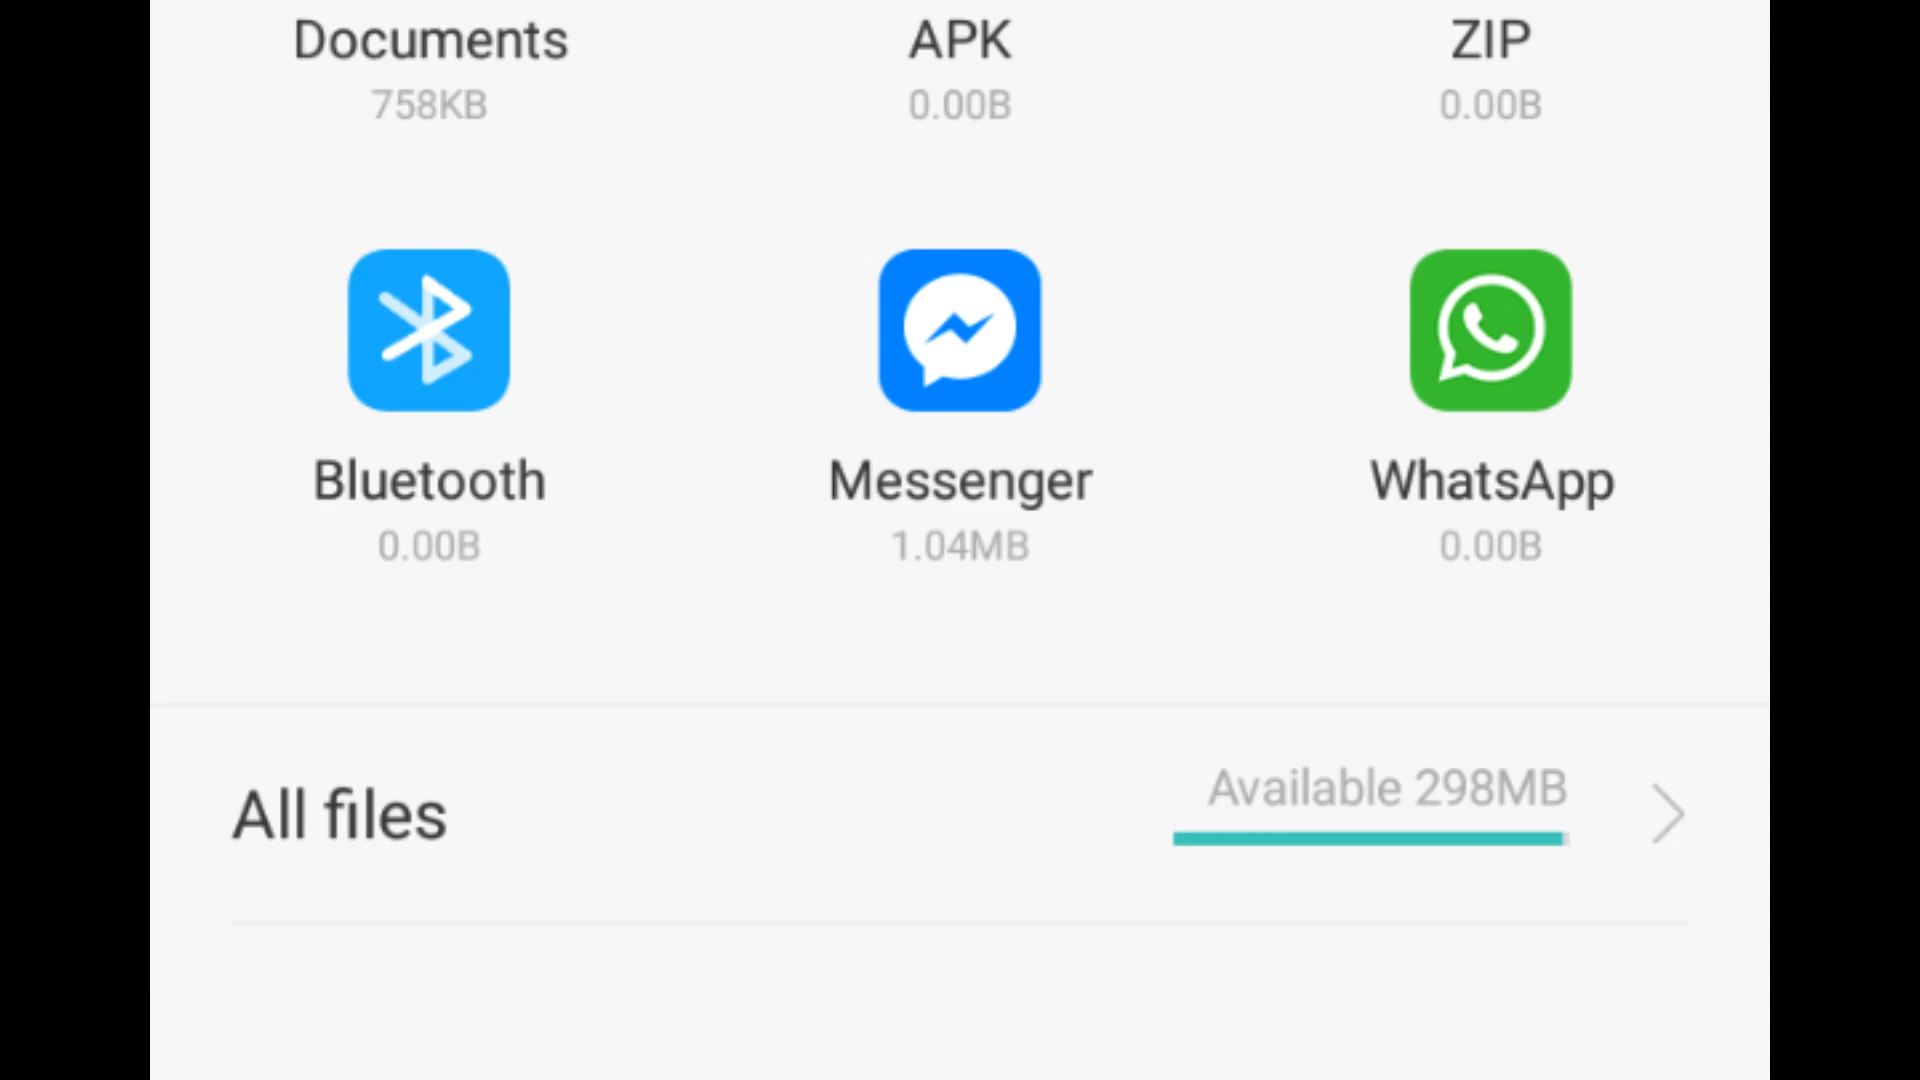 Documents
APK
ZIP
758KB
0.00B
0.00B
Bluetooth
Messenger
WhatsApp
0.00B
1.04MB
0.00B
All files
Available 298MB